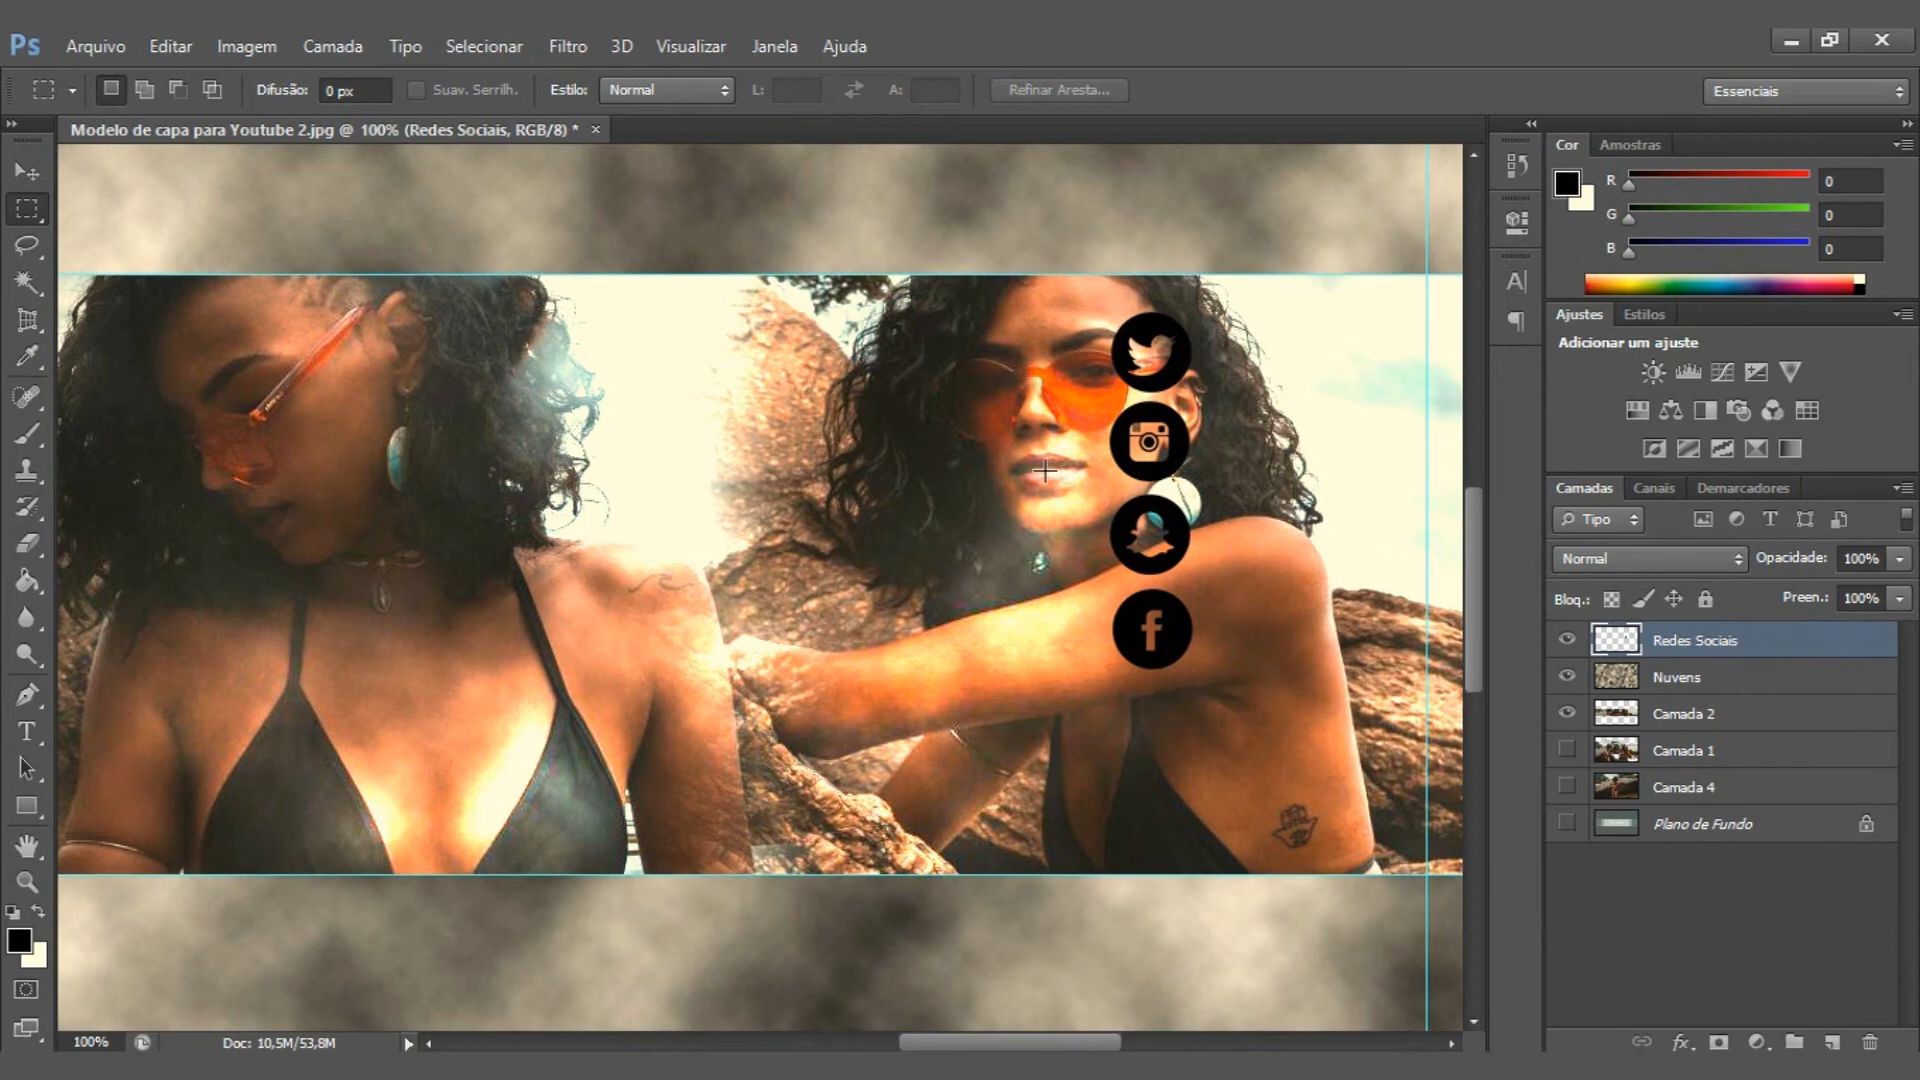 Ps Arquivo Editar Imagem Camada Tipo Selecionar Filtro 3D Visualizar Janela Ajuda
Difusão: 0 px Suav. Serrilh. Estilo: Normal L: A: Refinar Aresta... Essenciais
Modelo de capa para Youtube 2.jpg @ 100% (Redes Sociais, RGB/8) * ×
Cor Amostras
R 0
G 0
B 0
Ajustes Estilos
Adicionar um ajuste
Camadas Canais Demarcadores
Tipo
Normal Opacidade: 100%
Bloq.: Preen.: 100%
Redes Sociais
Nuvens
Camada 2
Camada 1
Camada 4
Plano de Fundo
100% Doc: 10,5M/53,8M